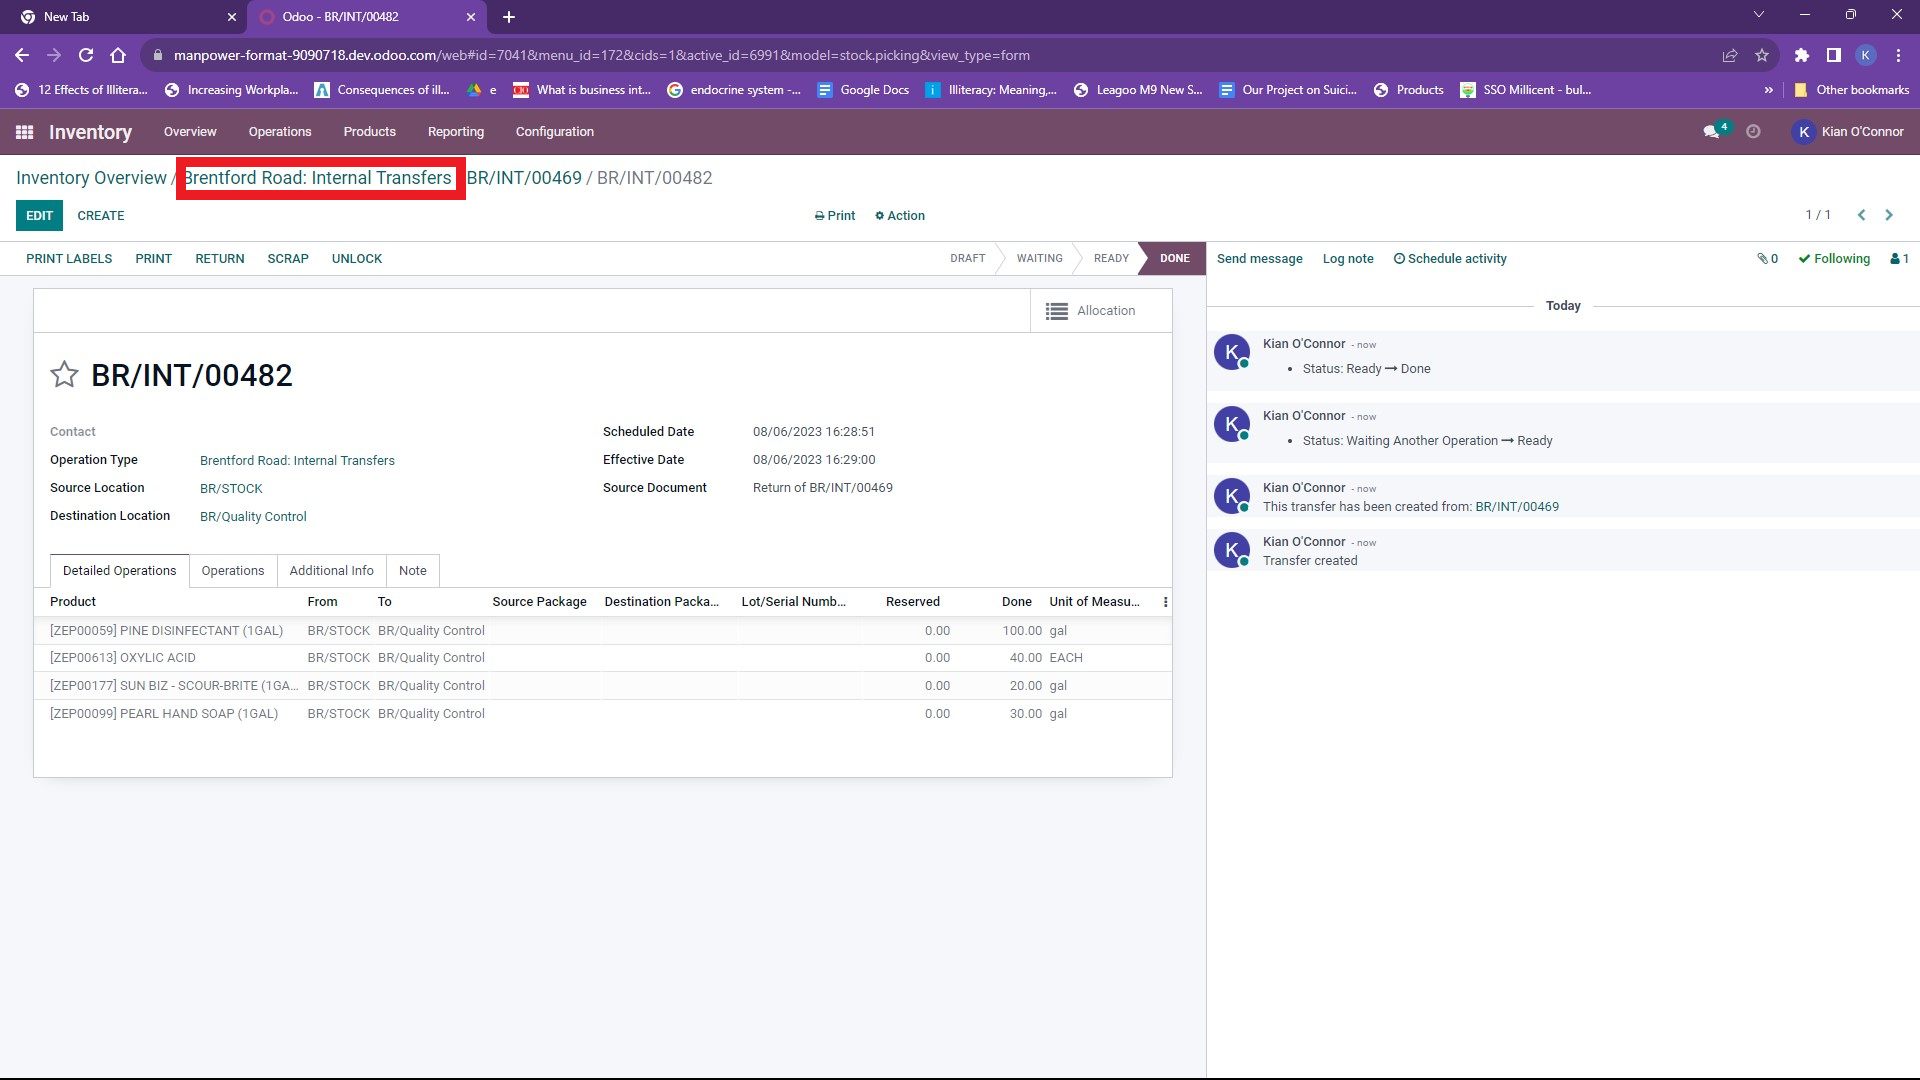 New Tab
Odoo - BR/INT/00482
manpower-format-9090718.dev.odoo.com/web#id=7041&menu_id=172&cids=1&active_id=6991&model=stock.picking&view_type=form
K
12 Effects of Illitera...
Increasing Workpla...
Consequences of ill...
e
What is business int...
endocrine system -...
Google Docs
Illiteracy: Meaning,...
Leagoo M9 New S...
Our Project on Suici...
Products
SSO Millicent - bul...
»
Other bookmarks
Inventory
Overview
Operations
Products
Reporting
Configuration
4
K
Kian O'Connor
Inventory Overview / Brentford Road: Internal Transfers BR/INT/00469 / BR/INT/00482
EDIT
CREATE
Print
Action
1 / 1
PRINT LABELS
PRINT
RETURN
SCRAP
UNLOCK
DRAFT
WAITING
READY
DONE
Send message
Log note
Schedule activity
0
Following
1
Allocation
Today
BR/INT/00482
Contact
Operation Type Brentford Road: Internal Transfers
Source Location BR/STOCK
Destination Location BR/Quality Control
Scheduled Date 08/06/2023 16:28:51
Effective Date 08/06/2023 16:29:00
Source Document Return of BR/INT/00469
Detailed Operations
Operations
Additional Info
Note
Product From To Source Package Destination Packa... Lot/Serial Numb... Reserved Done Unit of Measu...
[ZEP00059] PINE DISINFECTANT (1GAL) BR/STOCK BR/Quality Control 0.00 100.00 gal
[ZEP00613] OXYLIC ACID BR/STOCK BR/Quality Control 0.00 40.00 EACH
[ZEP00177] SUN BIZ - SCOUR-BRITE (1GA... BR/STOCK BR/Quality Control 0.00 20.00 gal
[ZEP00099] PEARL HAND SOAP (1GAL) BR/STOCK BR/Quality Control 0.00 30.00 gal
K
Kian O'Connor - now
• Status: Ready → Done
K
Kian O'Connor - now
• Status: Waiting Another Operation → Ready
K
Kian O'Connor - now
This transfer has been created from: BR/INT/00469
K
Kian O'Connor - now
Transfer created